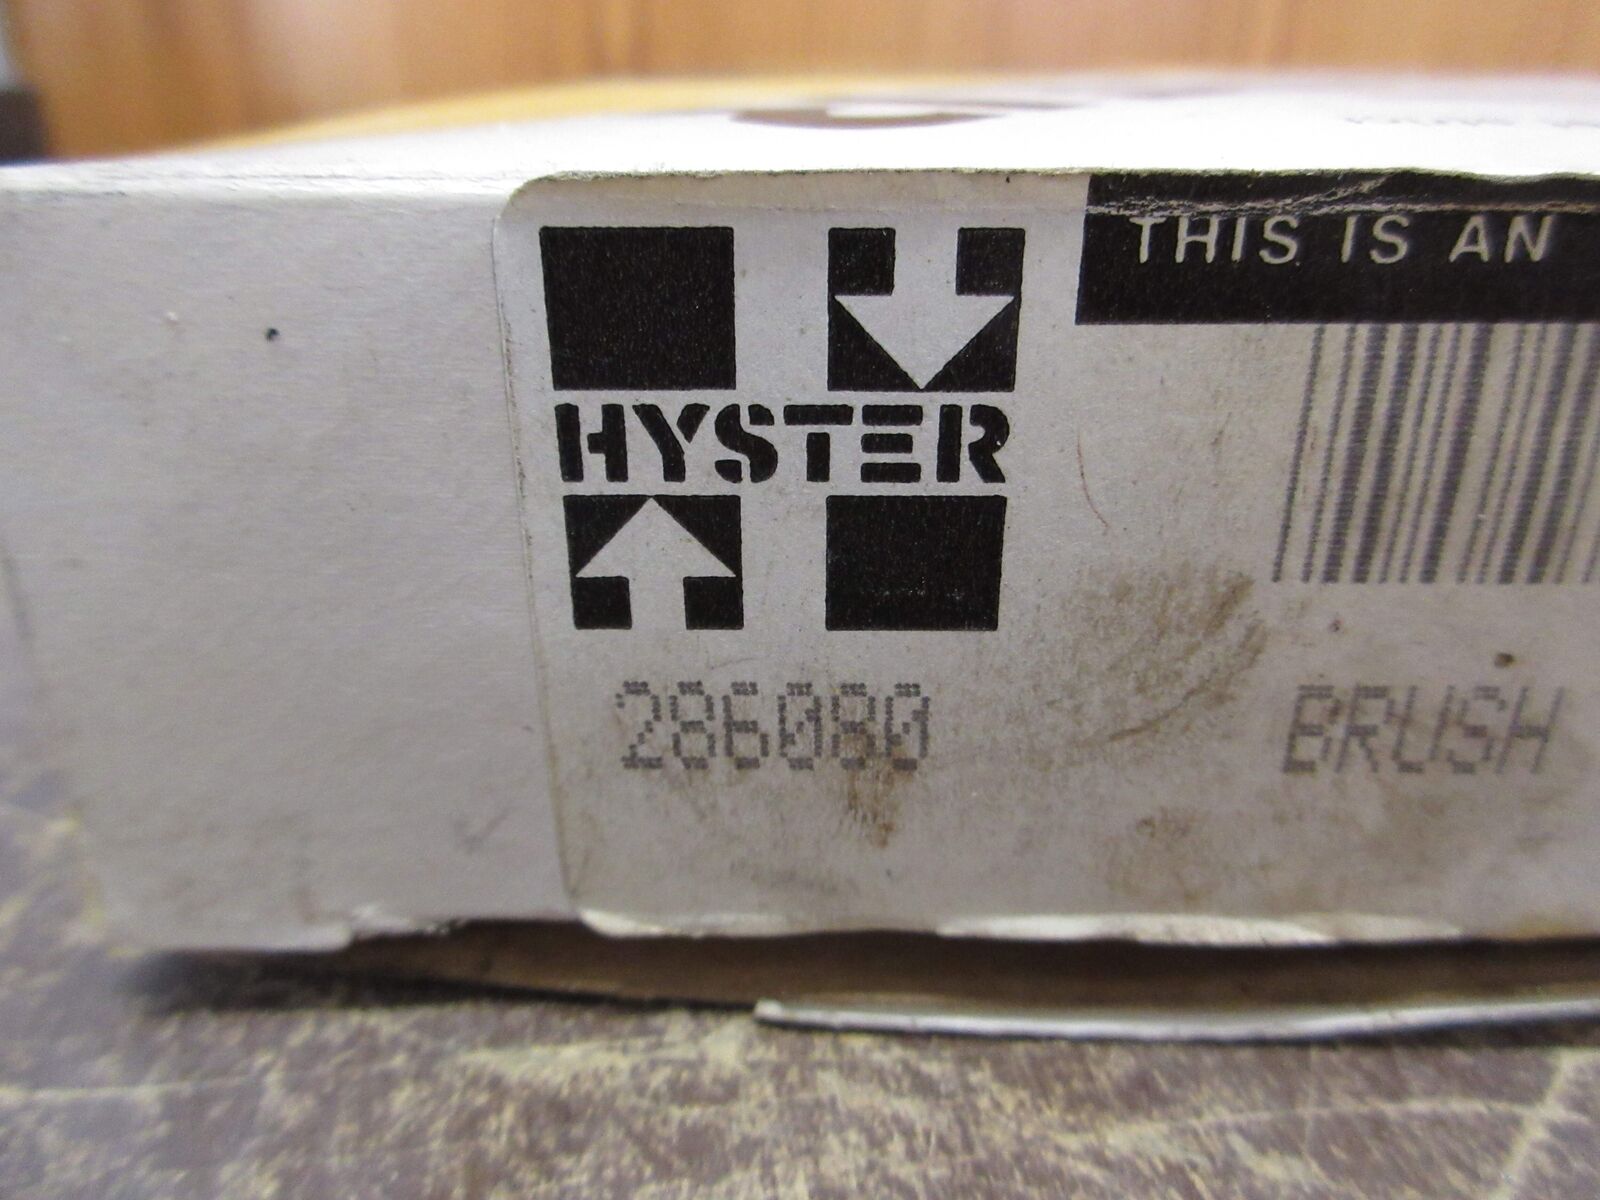 THIS IS AN
HYSTER
286080 BRUSH